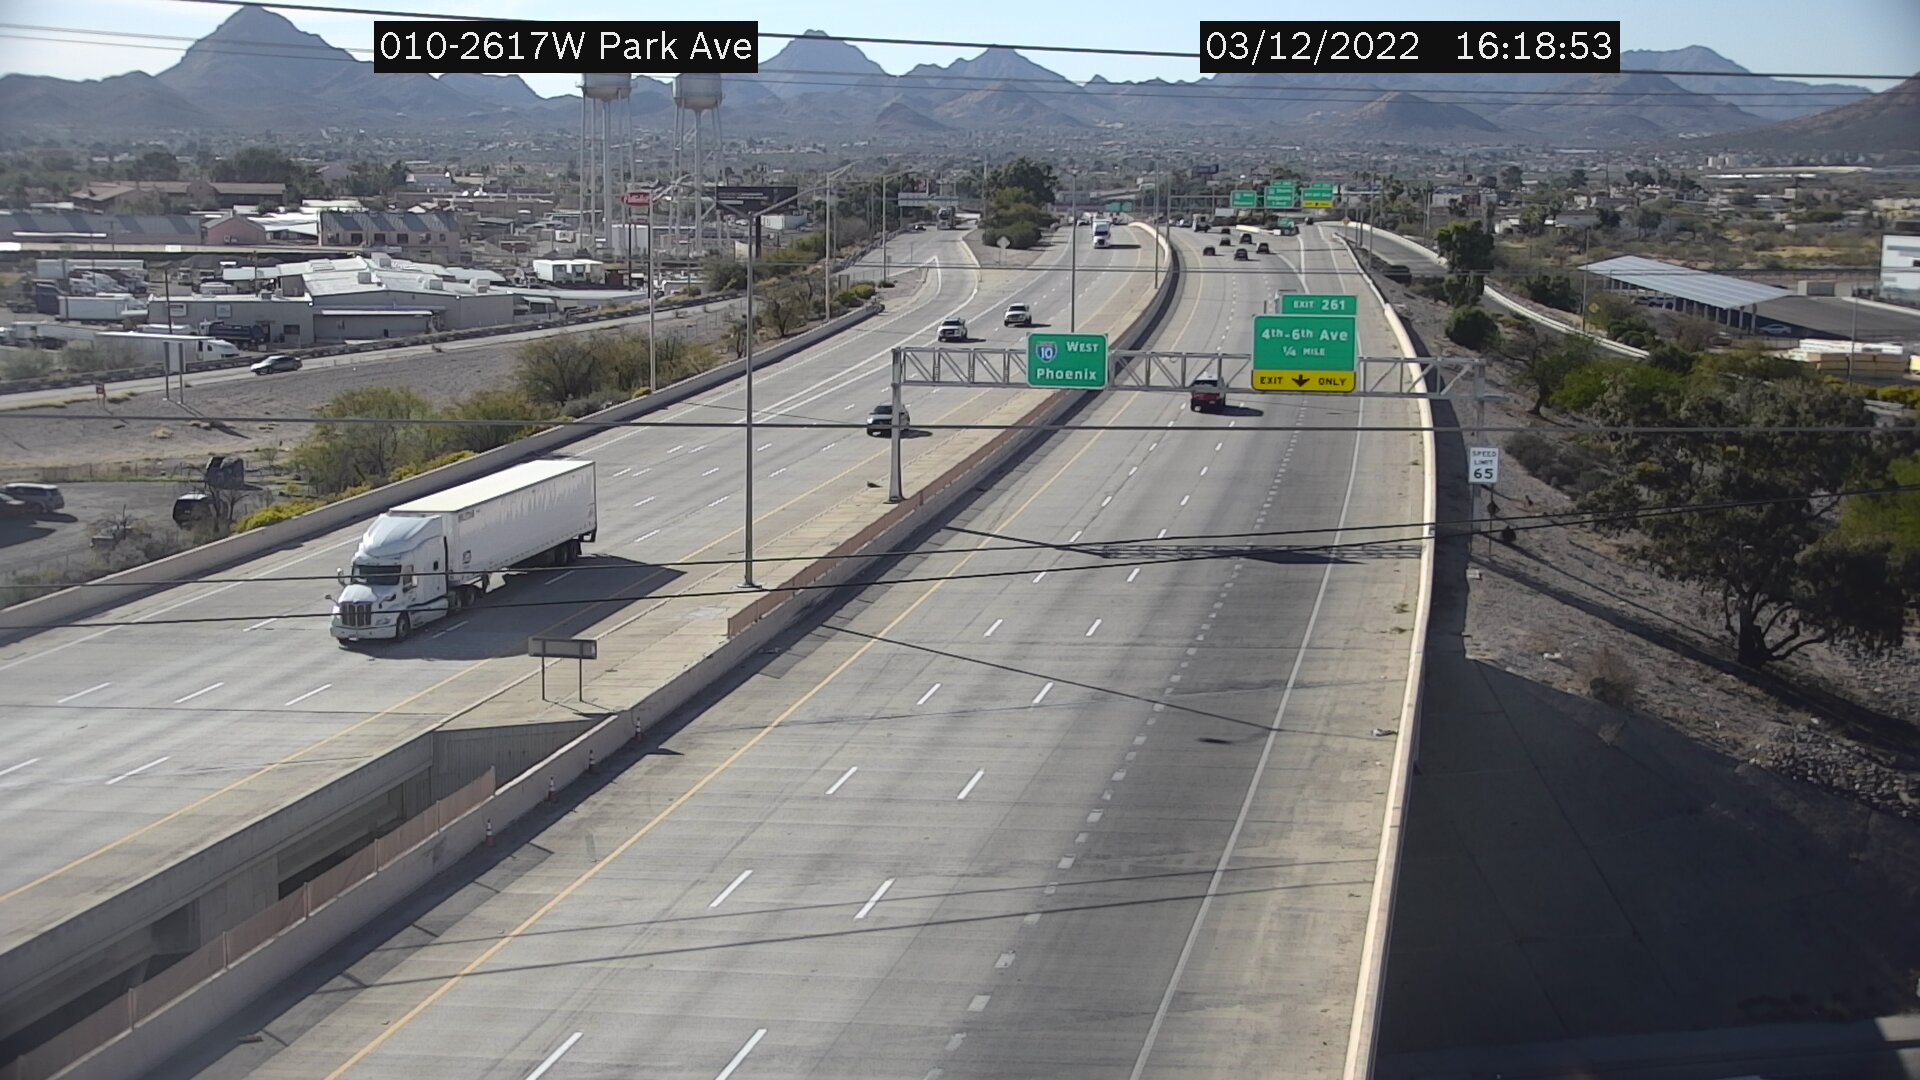 010-2617W Park Ave
03/12/2022 16:18:53
EXIT 261
4th-6th Ave
1/4 MILE
EXIT ONLY
10 WEST
Phoenix
SPEED
LIMIT
65